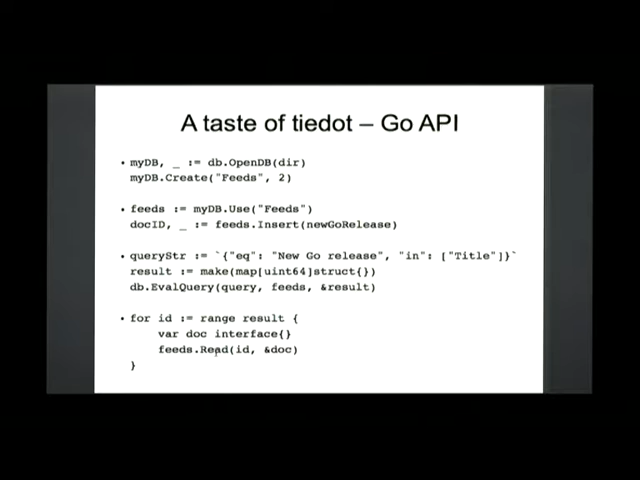 A taste of tiedot – Go API
• myDB, _ := db.OpenDB(dir)
myDB.Create("Feeds", 2)
• feeds := myDB.Use("Feeds")
docID, _ := feeds.Insert(newGoRelease)
• queryStr := `{"eq": "New Go release", "in": ["Title"]}`
result := make(map[uint64]struct{})
db.EvalQuery(query, feeds, &result)
• for id := range result {
var doc interface{}
feeds.Read(id, &doc)
}